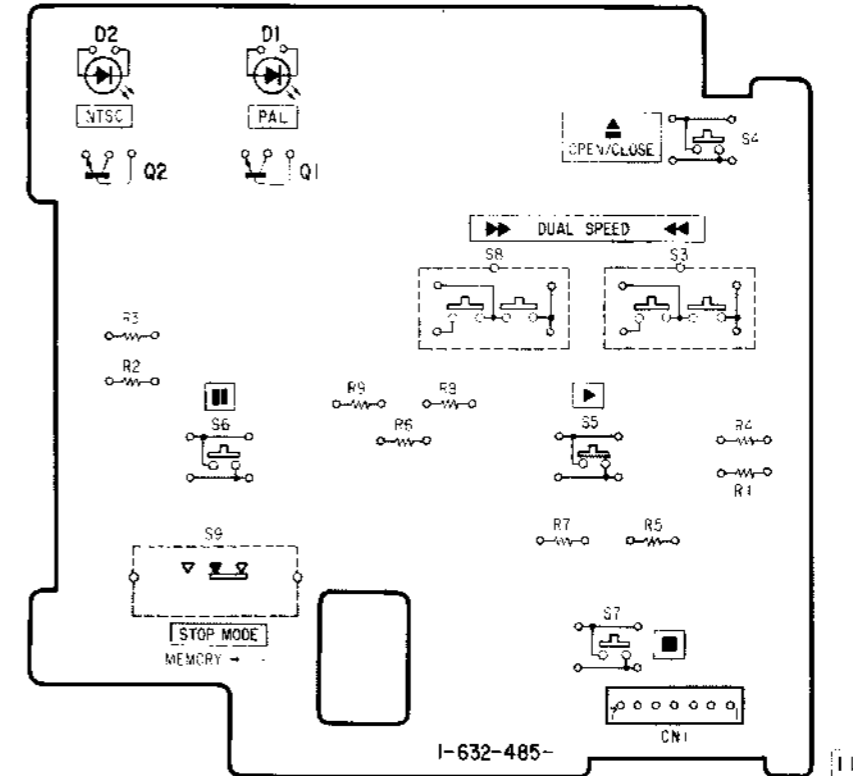 D2
D1
NTSC
PAL
Q2
Q1
OPEN/CLOSE
S4
DUAL SPEED
S8
S3
R3
R2
S6
R9
R8
R6
S5
R4
R1
S9
R7
R5
STOP MODE
MEMORY
S7
CN1
1-632-485-